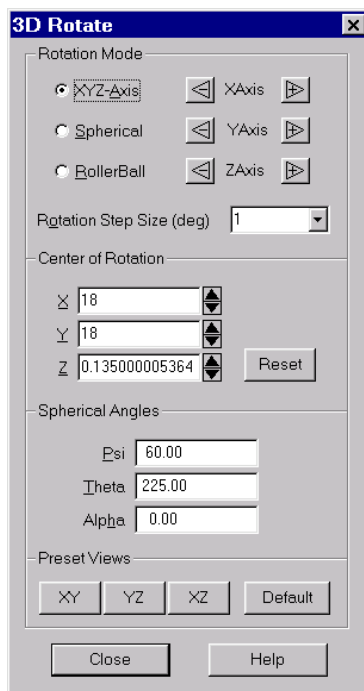 3D Rotate
Rotation Mode
XYZ-Axis XAxis
Spherical YAxis
RollerBall ZAxis
Rotation Step Size (deg) 1
Center of Rotation
X 18
Y 18
Z 0.135000005364 Reset
Spherical Angles
Psi 60.00
Theta 225.00
Alpha 0.00
Preset Views
XY YZ XZ Default
Close Help